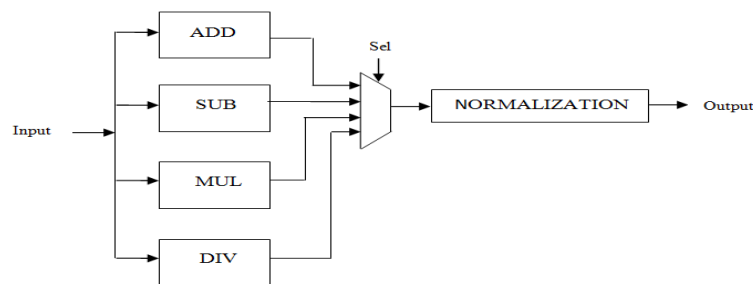 ADD
Sel
SUB
NORMALIZATION
Output
Input
MUL
DIV